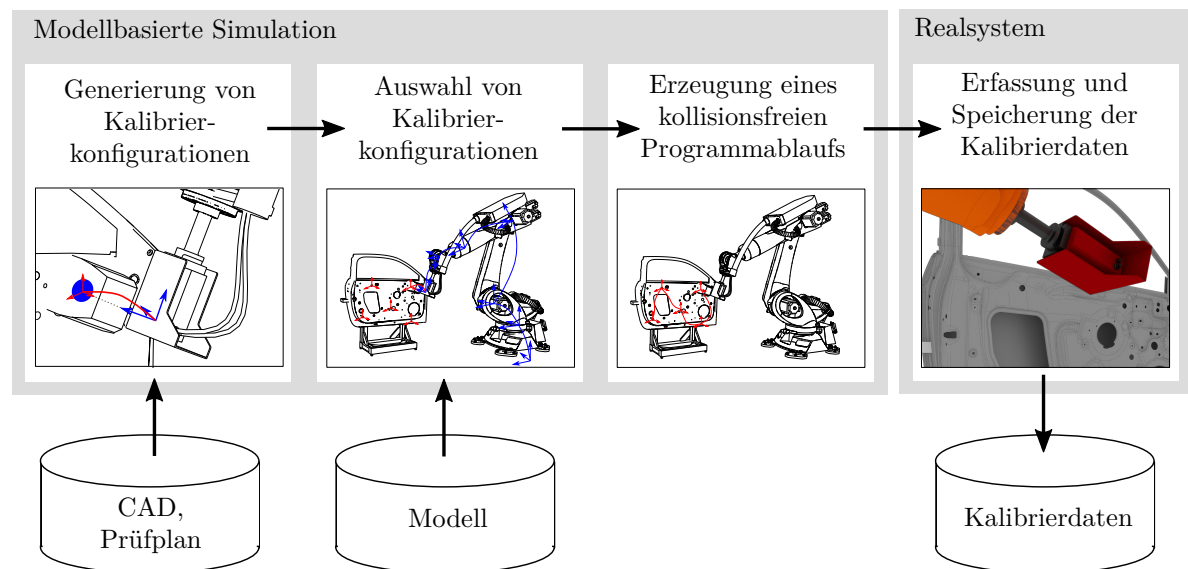 Modellbasierte Simulation
Realsystem
Generierung von
Kalibrier-
konfigurationen
Auswahl von
Kalibrier-
konfigurationen
Erzeugung eines
kollisionsfreien
Programmablaufs
Erfassung und
Speicherung der
Kalibrierdaten
CAD,
Prüfplan
Modell
Kalibrierdaten